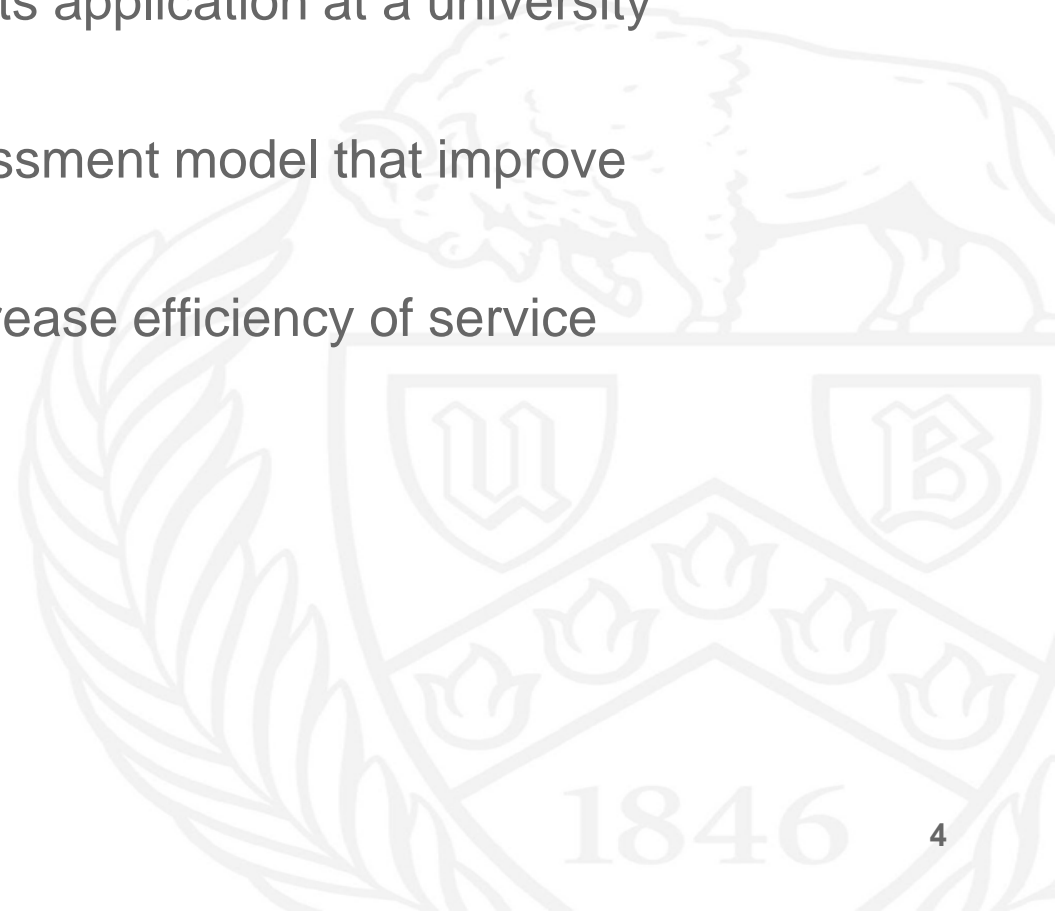 ts application at a university
ssment model that improve
ease efficiency of service
U B
1846
4